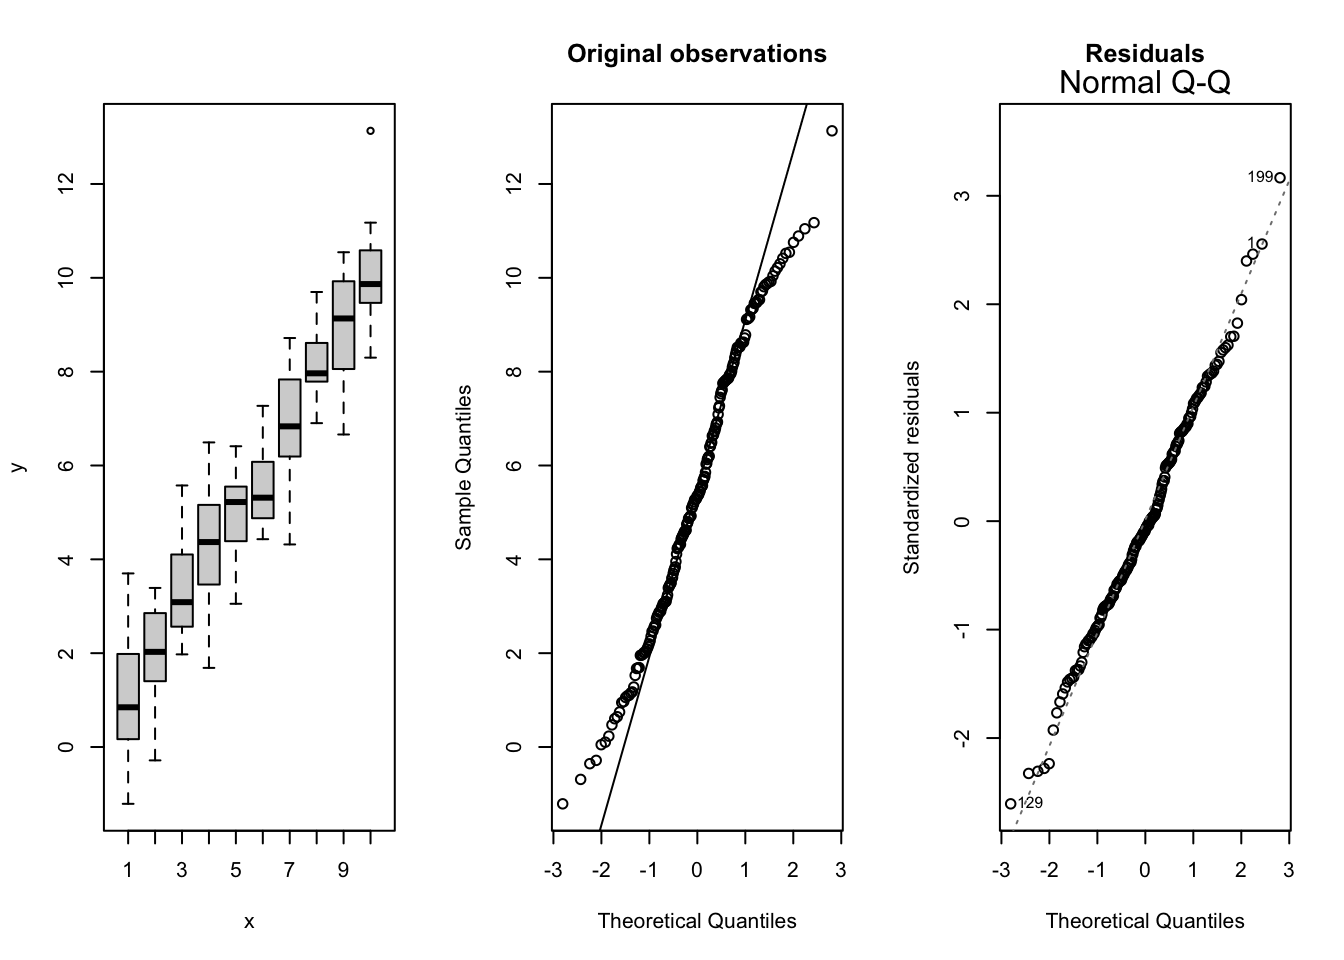 y
12
10
8
6
4
2
0
1 3 5 7 9
x
Original observations
Sample Quantiles
12
10
8
6
4
2
0
-3 -2 -1 0 1 2 3
Theoretical Quantiles
Residuals
Normal Q-Q
Standardized residuals
3
2
1
0
-1
-2
199
129
-3 -2 -1 0 1 2 3
Theoretical Quantiles